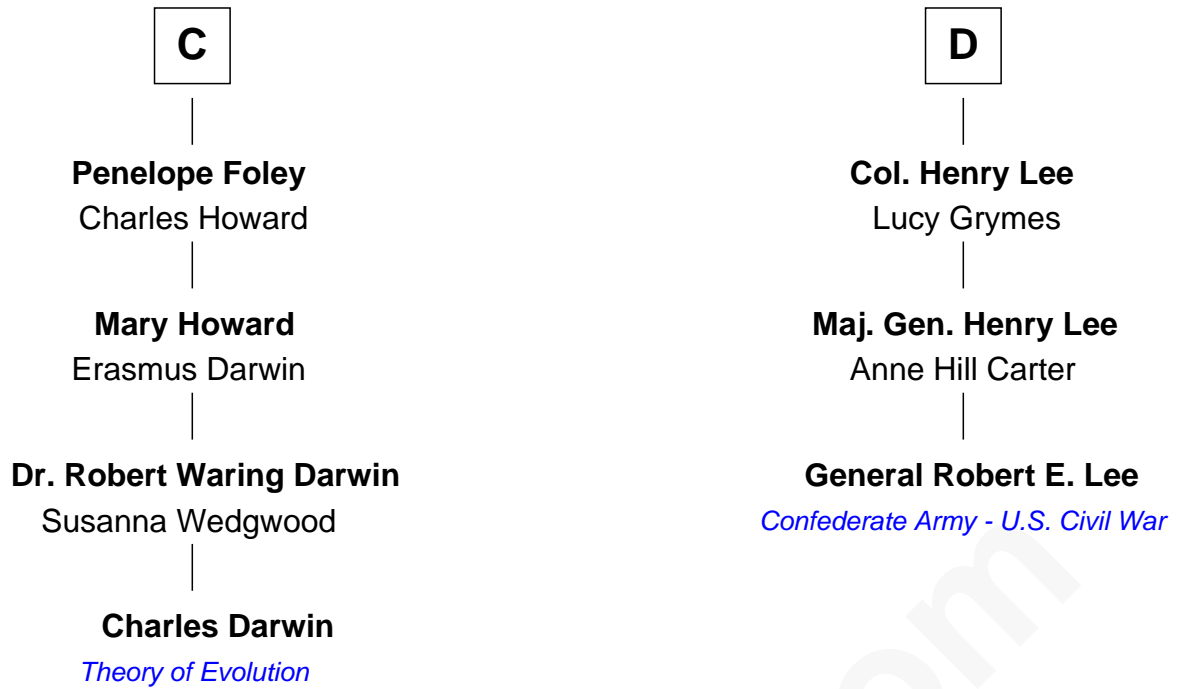 C
Penelope Foley
Charles Howard
Mary Howard
Erasmus Darwin
Dr. Robert Waring Darwin
Susanna Wedgwood
Charles Darwin
Theory of Evolution
D
Col. Henry Lee
Lucy Grymes
Maj. Gen. Henry Lee
Anne Hill Carter
General Robert E. Lee
Confederate Army - U.S. Civil War
om